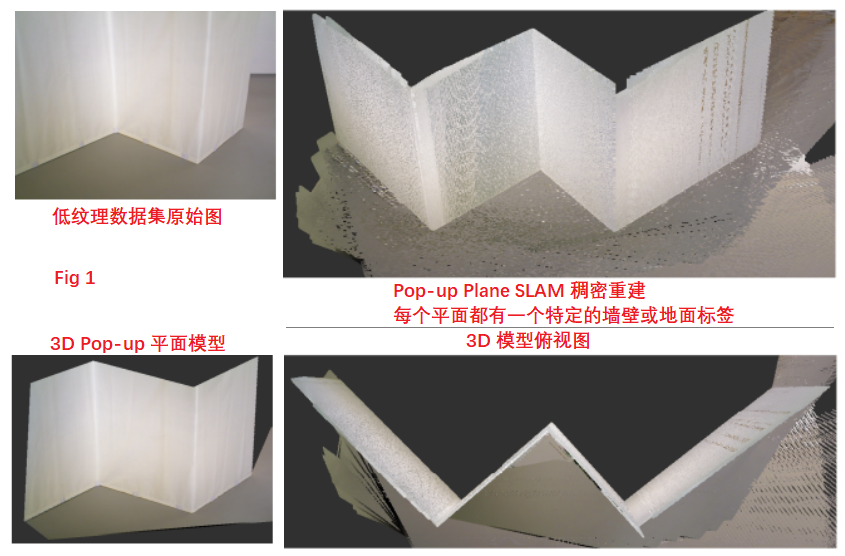 低纹理数据集原始图
Fig 1
Pop-up Plane SLAM 稠密重建
每个平面都有一个特定的墙壁或地面标签
3D Pop-up 平面模型
3D 模型俯视图